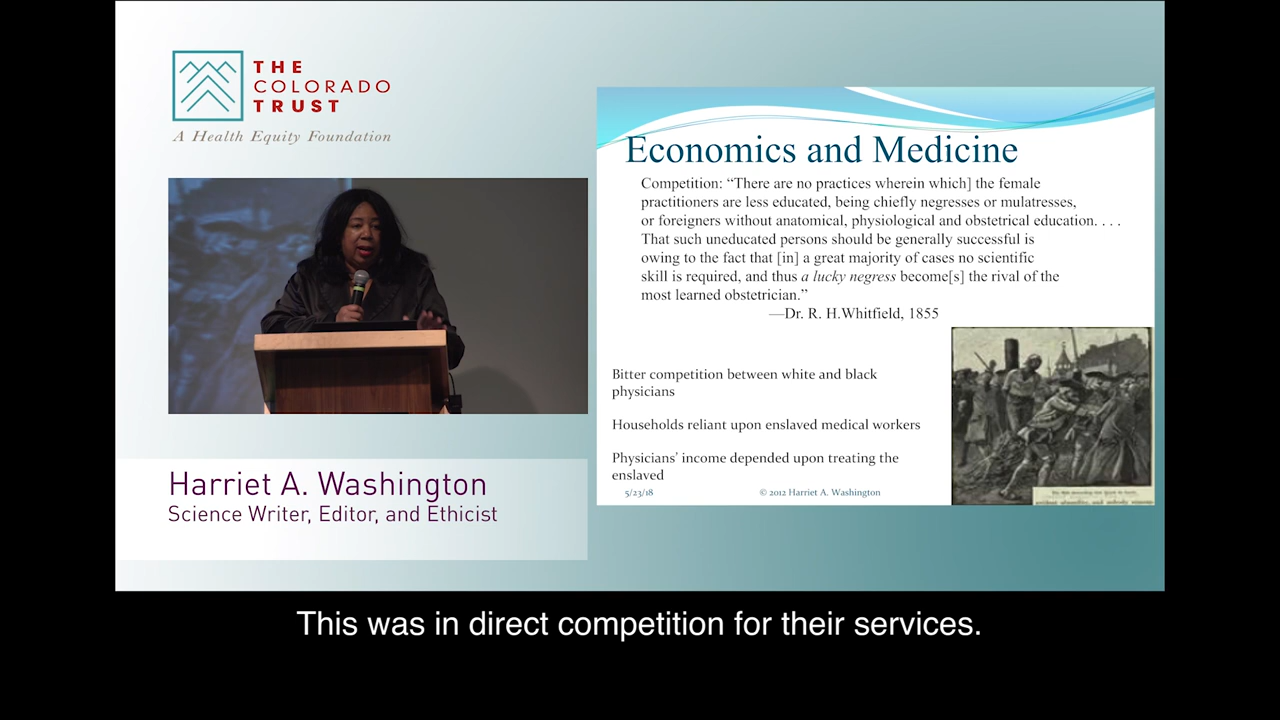 THE
COLORADO
TRUST
A Health Equity Foundation
Economics and Medicine
Competition: “There are no practices wherein which] the female
practitioners are less educated, being chiefly negresses or mulatresses,
or foreigners without anatomical, physiological and obstetrical education. . . .
That such uneducated persons should be generally successful is
owing to the fact that [in] a great majority of cases no scientific
skill is required, and thus a lucky negress become[s] the rival of the
most learned obstetrician.”
—Dr. R. H.Whitfield, 1855
Bitter competition between white and black
physicians
Households reliant upon enslaved medical workers
Physicians' income depended upon treating the
enslaved
5/23/18
© 2012 Harriet A. Washington
Harriet A. Washington
Science Writer, Editor, and Ethicist
This was in direct competition for their services.